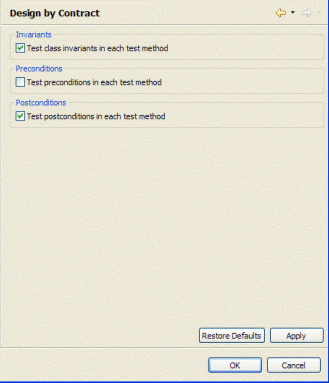 Design by Contract
Invariants
Test class invariants in each test method
Preconditions
Test preconditions in each test method
Postconditions
Test postconditions in each test method
Restore Defaults Apply
OK Cancel